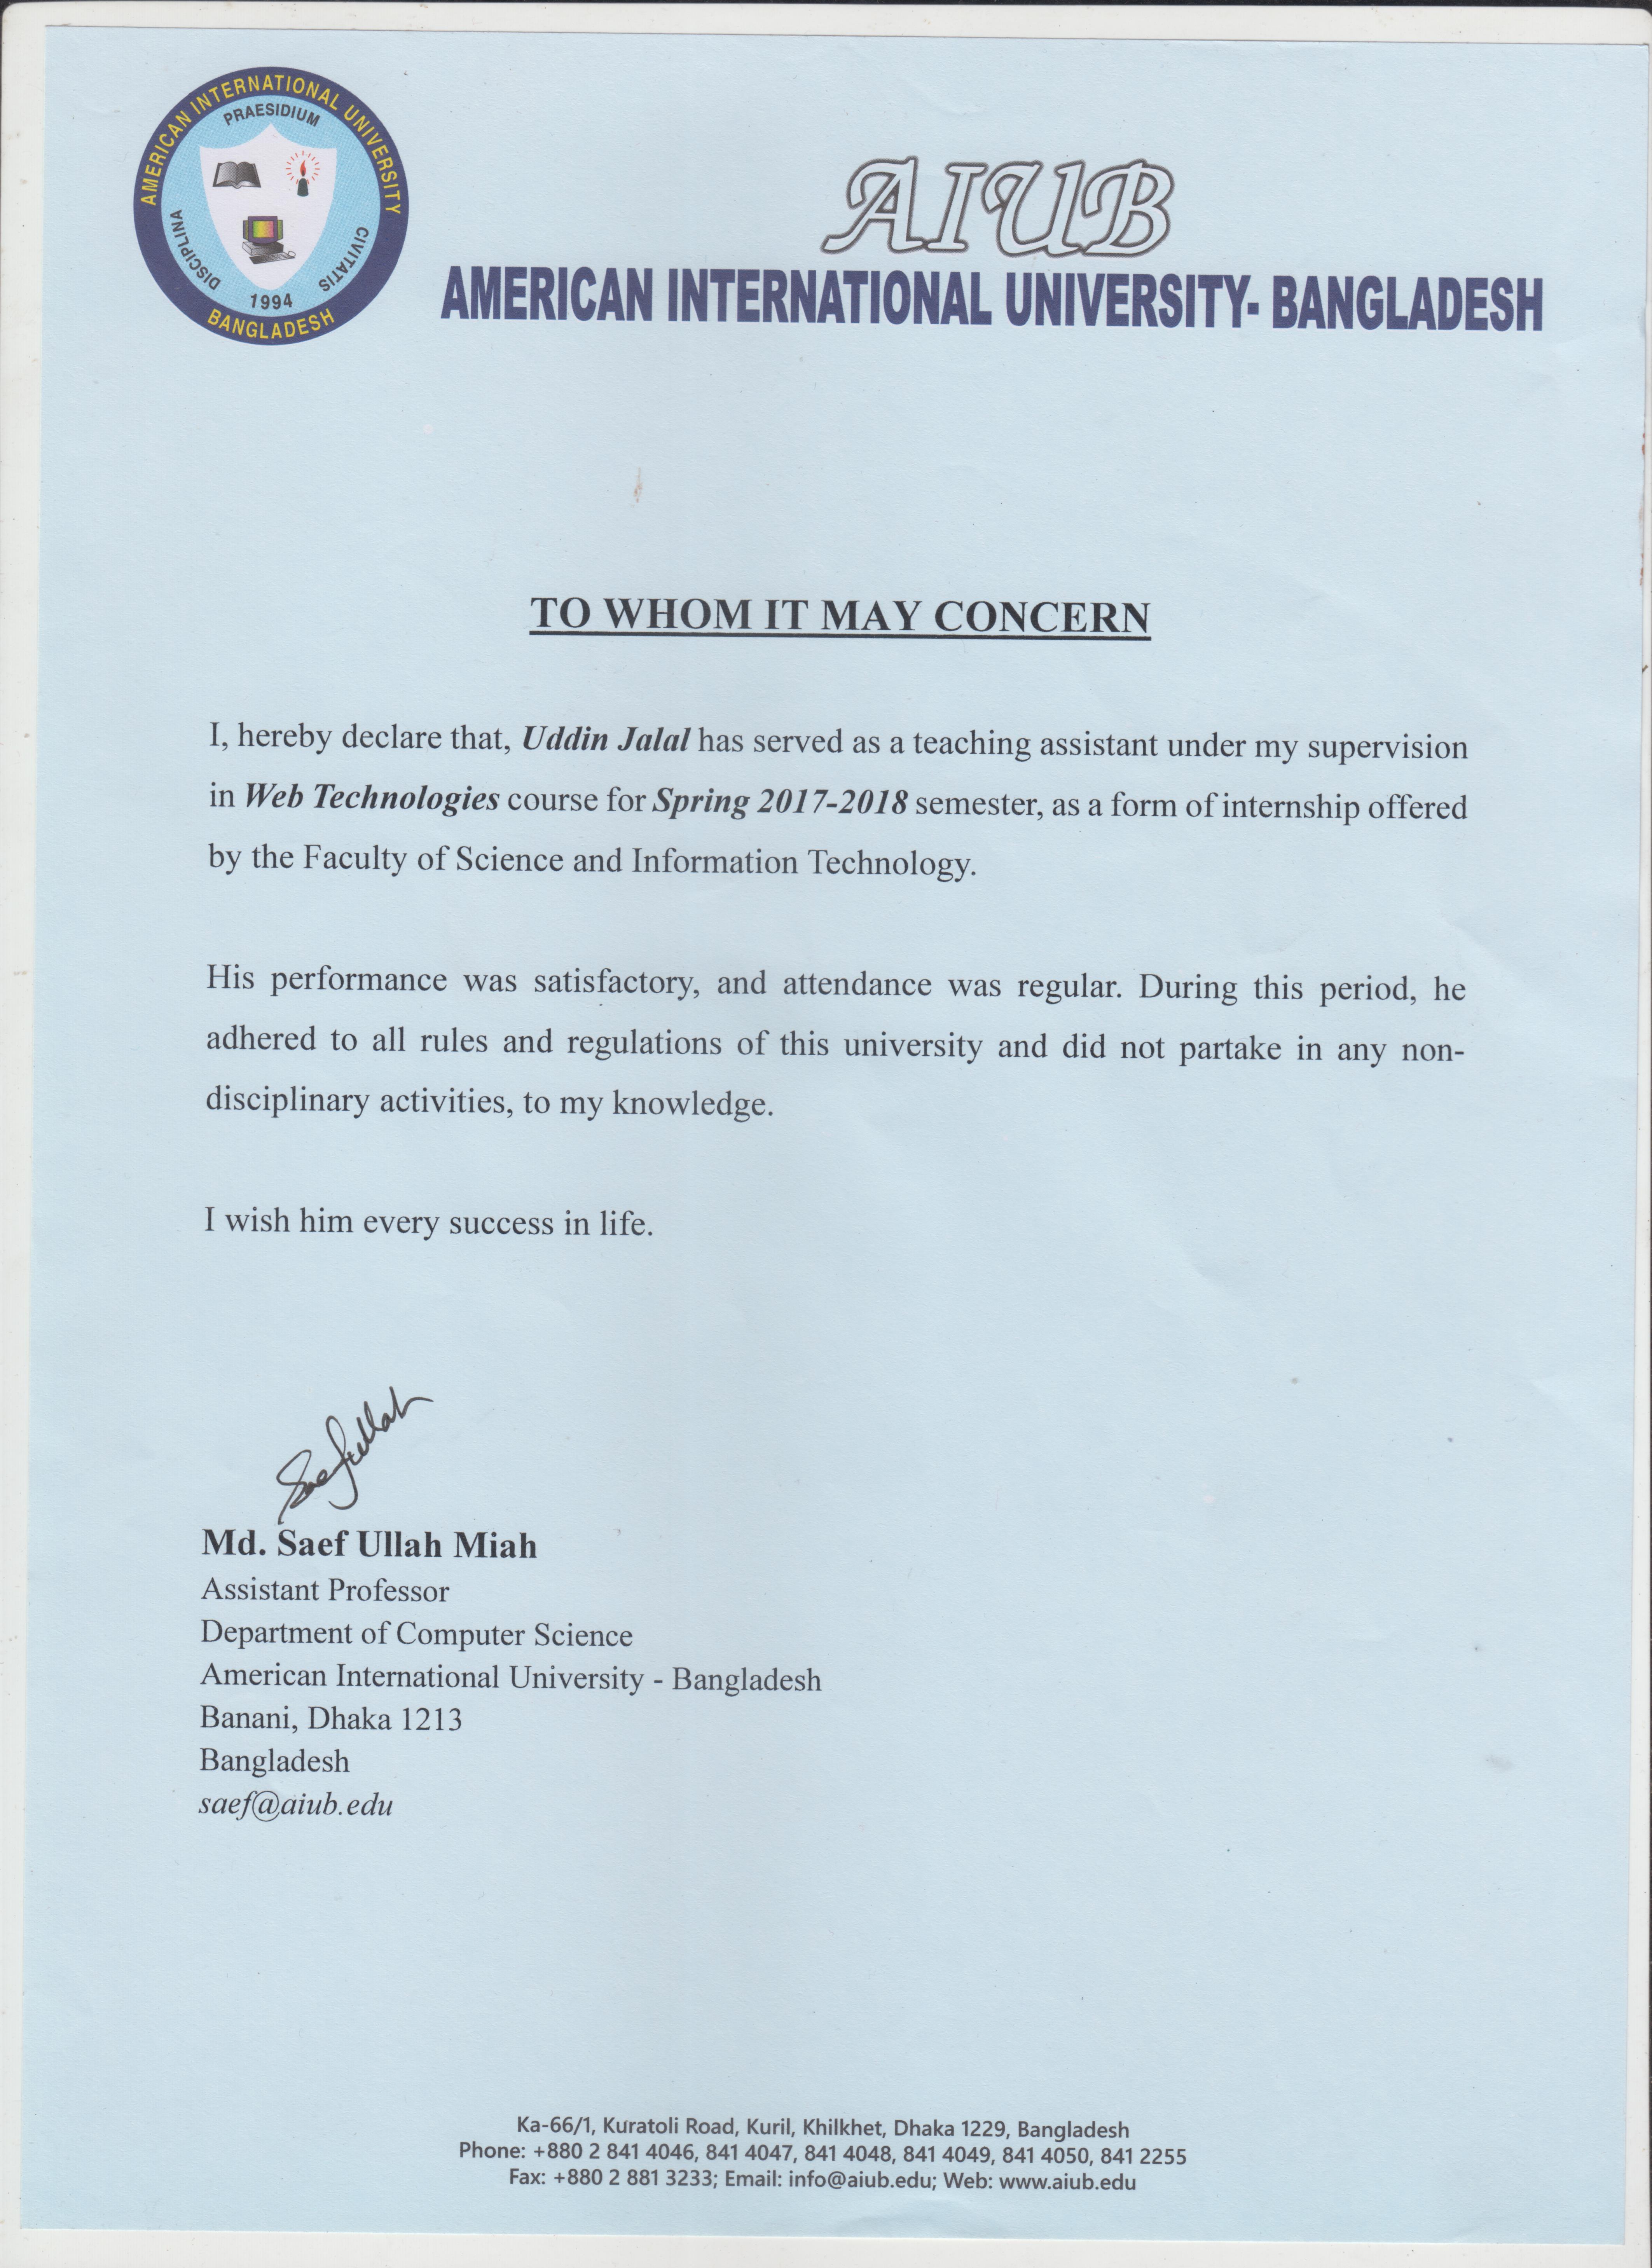 AMERICAN INTERNATIONAL UNIVERSITY
PRAESIDIUM
DISCIPLINA
CIVITATIS
1994
BANGLADESH
AIUB
AMERICAN INTERNATIONAL UNIVERSITY- BANGLADESH
TO WHOM IT MAY CONCERN
I, hereby declare that, Uddin Jalal has served as a teaching assistant under my supervision
in Web Technologies course for Spring 2017-2018 semester, as a form of internship offered
by the Faculty of Science and Information Technology.
His performance was satisfactory, and attendance was regular. During this period, he
adhered to all rules and regulations of this university and did not partake in any non-
disciplinary activities, to my knowledge.
I wish him every success in life.
Saefullah
Md. Saef Ullah Miah
Assistant Professor
Department of Computer Science
American International University - Bangladesh
Banani, Dhaka 1213
Bangladesh
saef@aiub.edu
Ka-66/1, Kuratoli Road, Kuril, Khilkhet, Dhaka 1229, Bangladesh
Phone: +880 2 841 4046, 841 4047, 841 4048, 841 4049, 841 4050, 841 2255
Fax: +880 2 881 3233; Email: info@aiub.edu; Web: www.aiub.edu